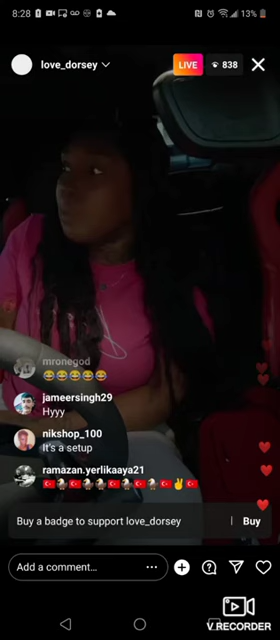 8:28
13%
love_dorsey
LIVE
838
mronegod
😂😂😂😂😂
jameersingh29
Hyyy
nikshop_100
It's a setup
ramazan.yerlikaaya21
Buy a badge to support love_dorsey
Buy
Add a comment...
V.RECORDER